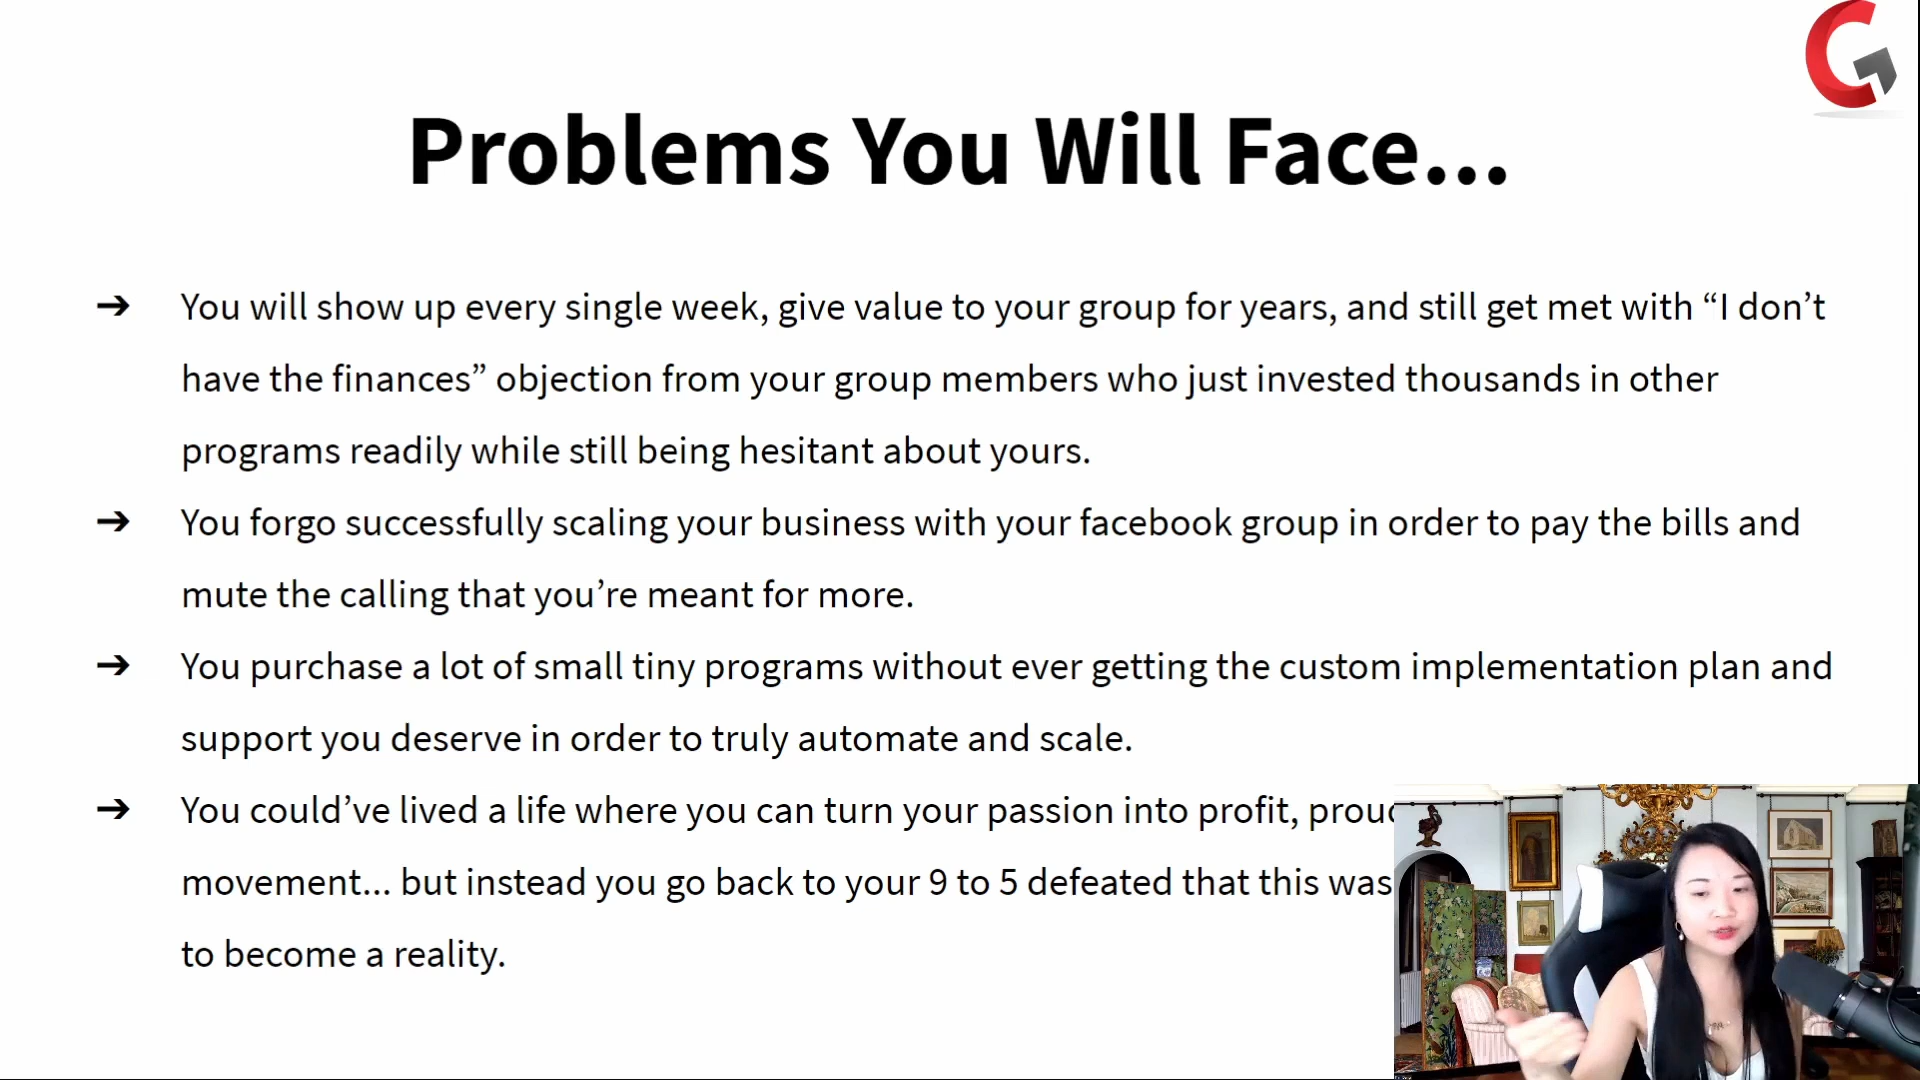 Problems You Will Face...
➔ You will show up every single week, give value to your group for years, and still get met with “I don’t
have the finances” objection from your group members who just invested thousands in other
programs readily while still being hesitant about yours.
➔ You forgo successfully scaling your business with your facebook group in order to pay the bills and
mute the calling that you’re meant for more.
➔ You purchase a lot of small tiny programs without ever getting the custom implementation plan and
support you deserve in order to truly automate and scale.
➔ You could’ve lived a life where you can turn your passion into profit,
movement... but instead you go back to your 9 to 5 defeated that this was
to become a reality.